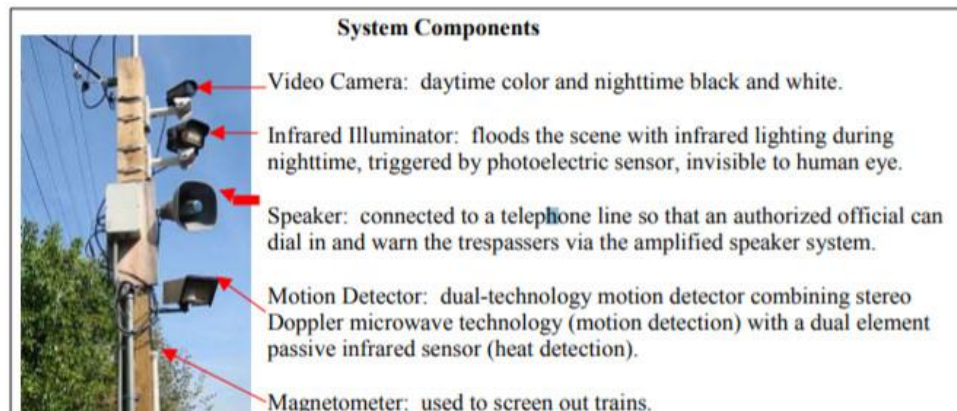 System Components
Video Camera: daytime color and nighttime black and white.
Infrared Illuminator: floods the scene with infrared lighting during
nighttime, triggered by photoelectric sensor, invisible to human eye.
Speaker: connected to a telephone line so that an authorized official can
dial in and warn the trespassers via the amplified speaker system.
Motion Detector: dual-technology motion detector combining stereo
Doppler microwave technology (motion detection) with a dual element
passive infrared sensor (heat detection).
Magnetometer: used to screen out trains.